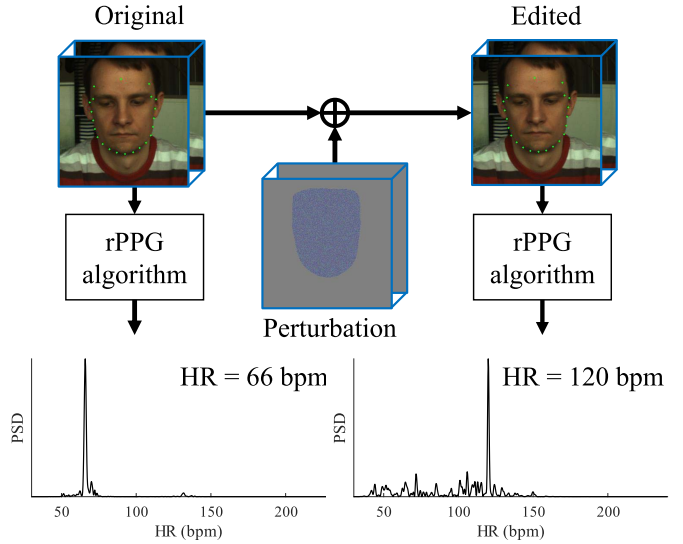 Original
Edited
rPPG
algorithm
rPPG
algorithm
Perturbation
HR = 66 bpm
HR = 120 bpm
PSD
PSD
50 100 150 200
50 100 150 200
HR (bpm)
HR (bpm)